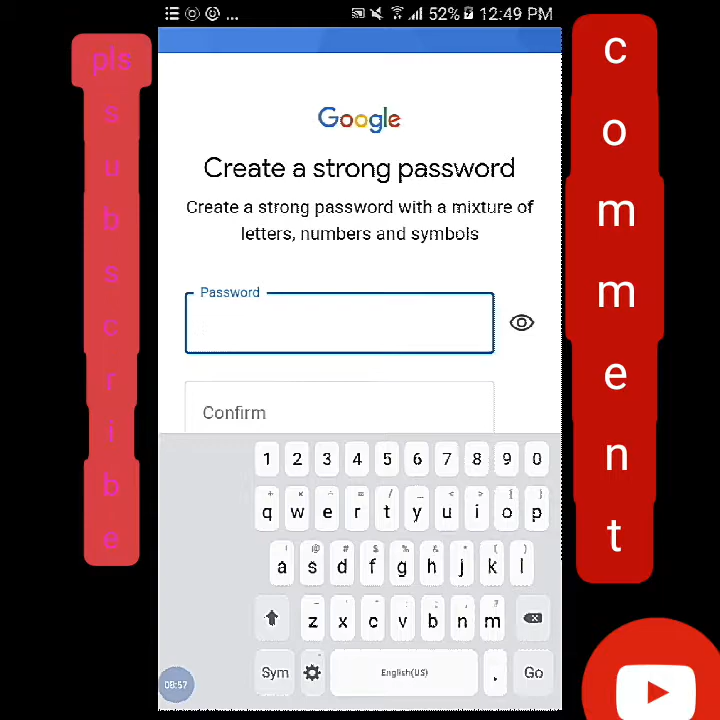 52% 12:49 PM
pls
s
u
b
s
c
r
i
b
e
Google
Create a strong password
Create a strong password with a mixture of
letters, numbers and symbols
Password
Confirm
1 2 3 4 5 6 7 8 9 0
q w e r t y u i o p
a s d f g h j k l
z x c v b n m
Sym English(US) . Go
08:57
c
o
m
m
e
n
t